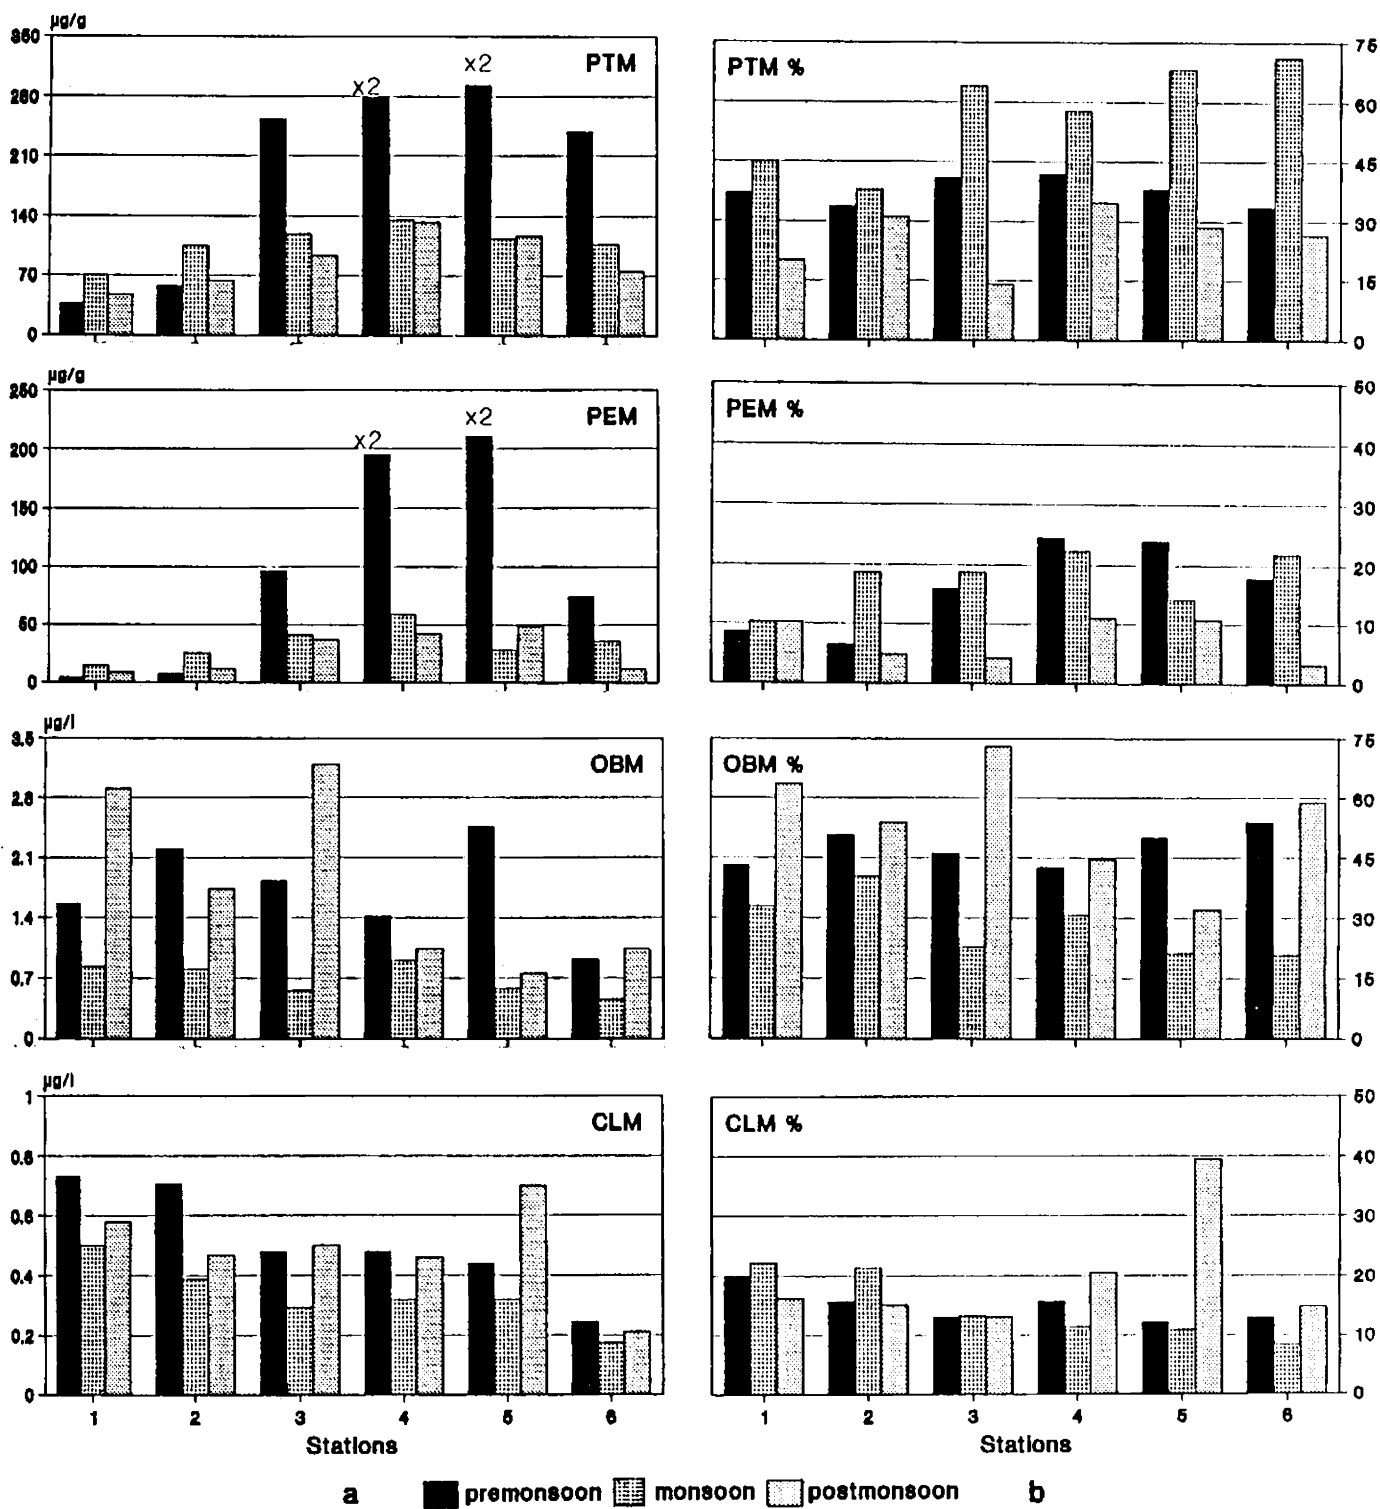 µg/g
350
280
210
140
70
0
x2
x2
PTM
PTM %
75
60
45
30
15
0
µg/g
250
200
150
100
50
0
x2
x2
PEM
PEM %
50
40
30
20
10
0
µg/l
3.5
2.8
2.1
1.4
0.7
0
OBM
OBM %
75
60
45
30
15
0
µg/l
1
0.8
0.6
0.4
0.2
0
CLM
CLM %
50
40
30
20
10
0
1 2 3 4 5 6
Stations
1 2 3 4 5 6
Stations
a premonsoon monsoon postmonsoon b